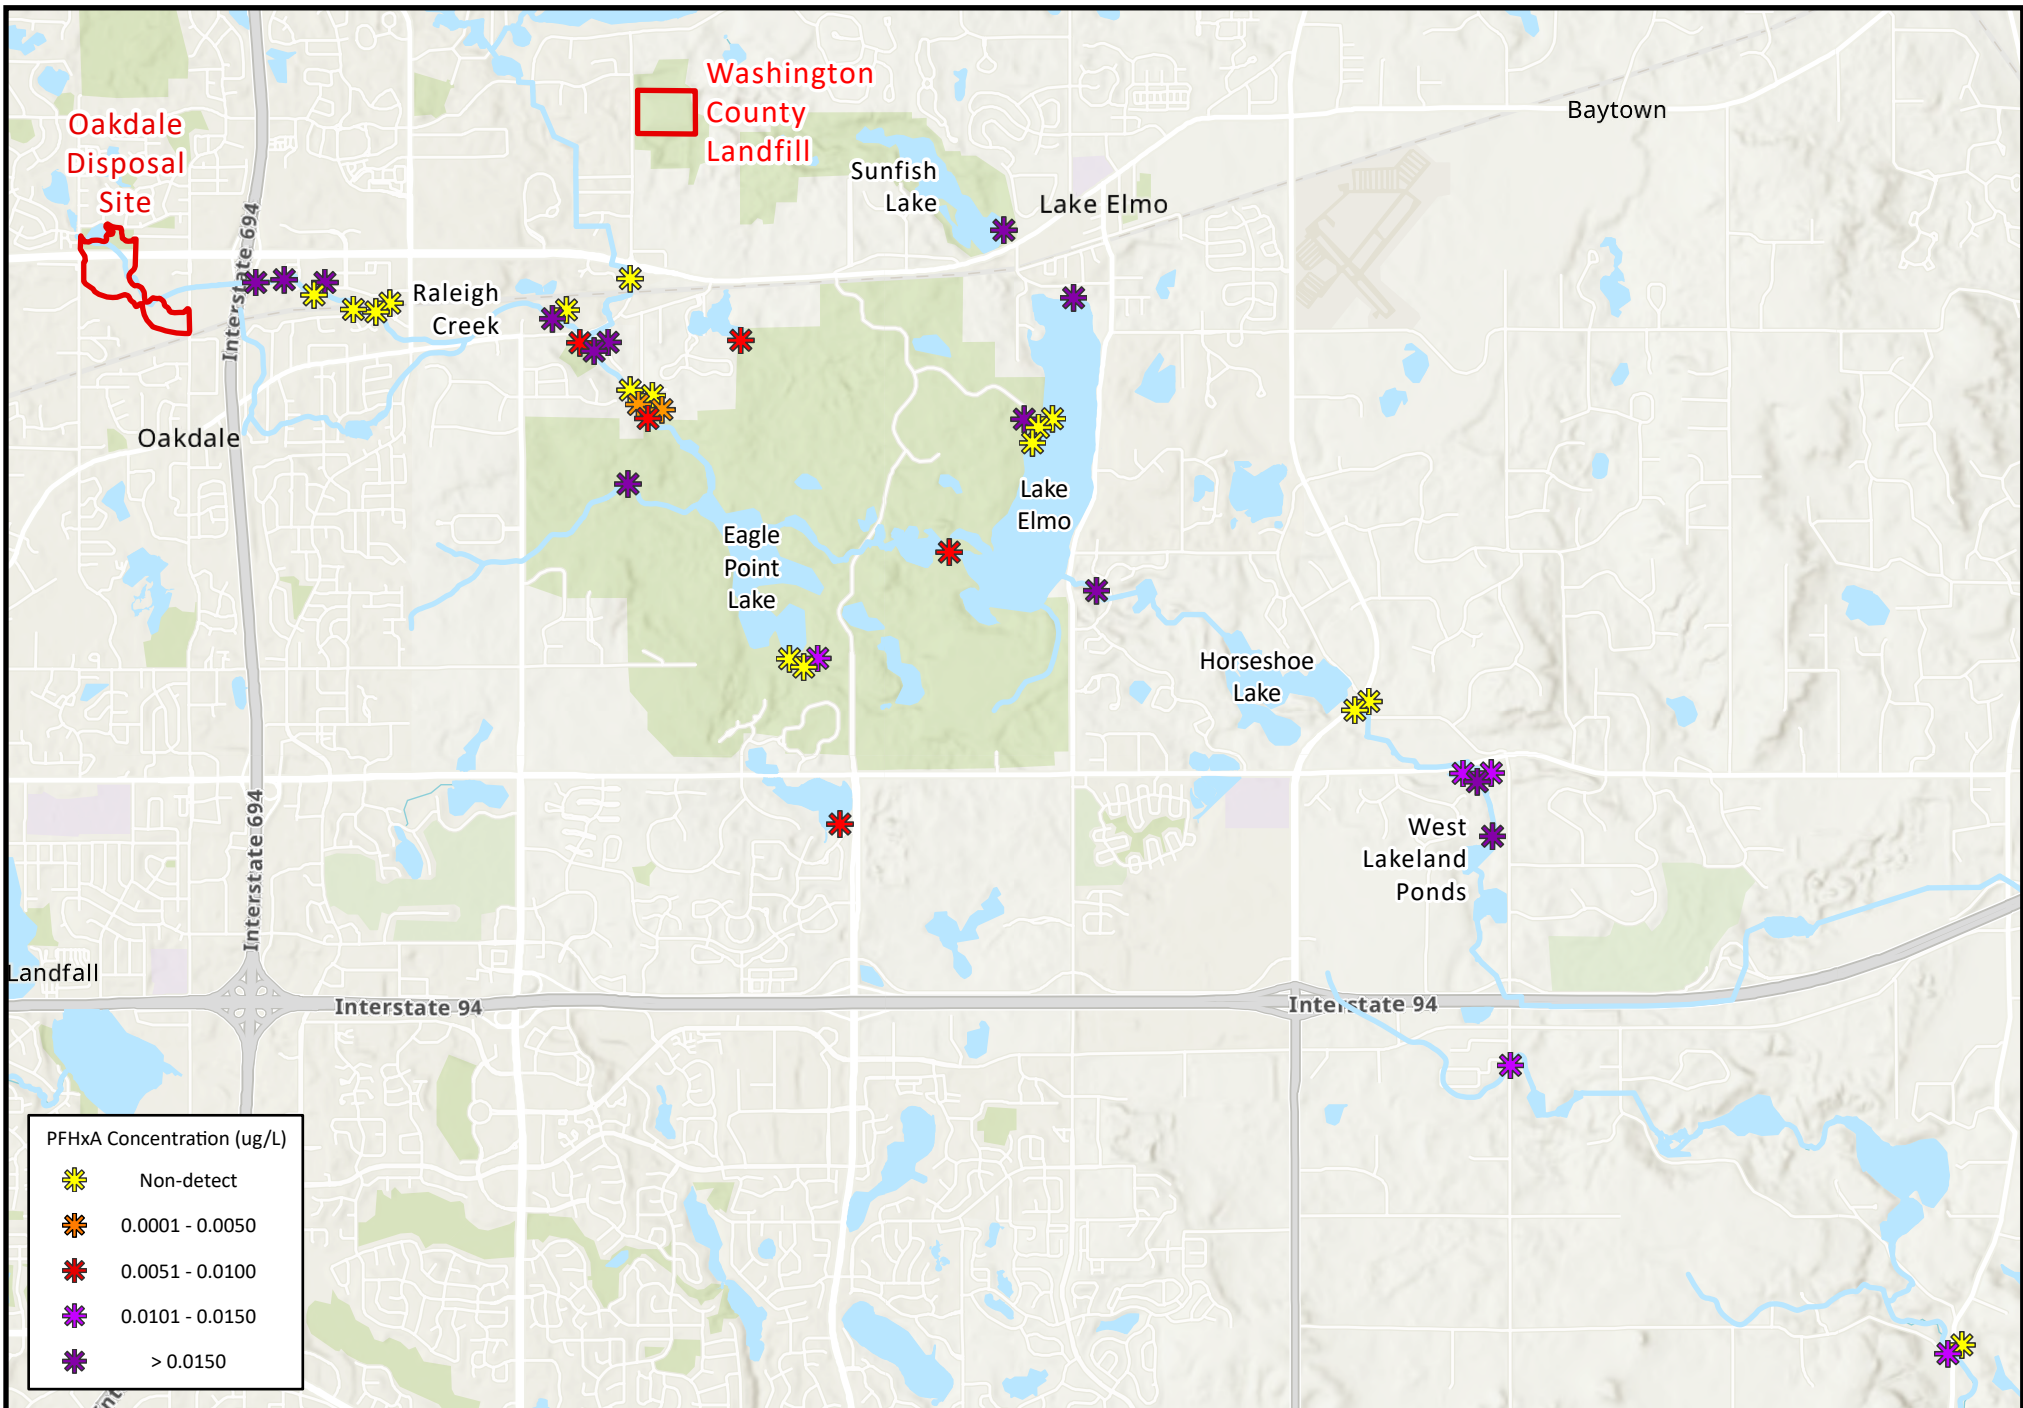 Washington
County
Landfill
Oakdale
Disposal
Site
Baytown
Sunfish
Lake
Lake Elmo
Interstate 694
Raleigh
Creek
Oakdale
Lake
Elmo
Eagle
Point
Lake
Horseshoe
Lake
West
Lakeland
Ponds
Interstate 694
Landfall
Interstate 94
Interstate 94
PFHxA Concentration (ug/L)
Non-detect
0.0001 - 0.0050
0.0051 - 0.0100
0.0101 - 0.0150
> 0.0150